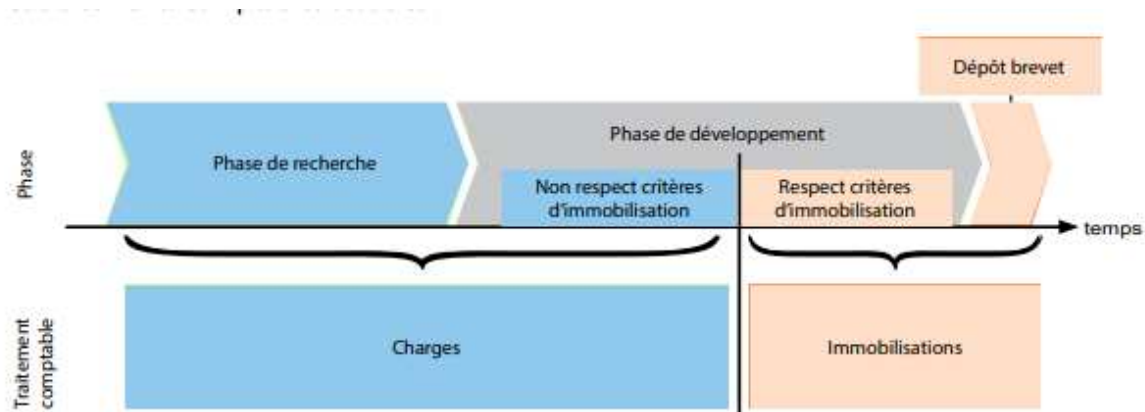 Dépôt brevet
Phase
Phase de recherche
Phase de développement
Non respect critères
d'immobilisation
Respect critères
d'immobilisation
temps
Traitement
comptable
Charges
Immobilisations